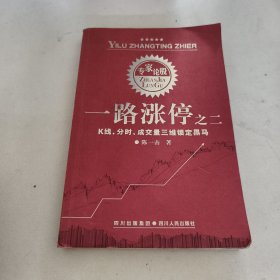 YILU ZHANGTING ZHIER
专家论股
ZHUANJIA
LUNGU
一路涨停之二
K线、分时、成交量三维锁定黑马
陈一吉 著
四川出版集团 四川人民出版社